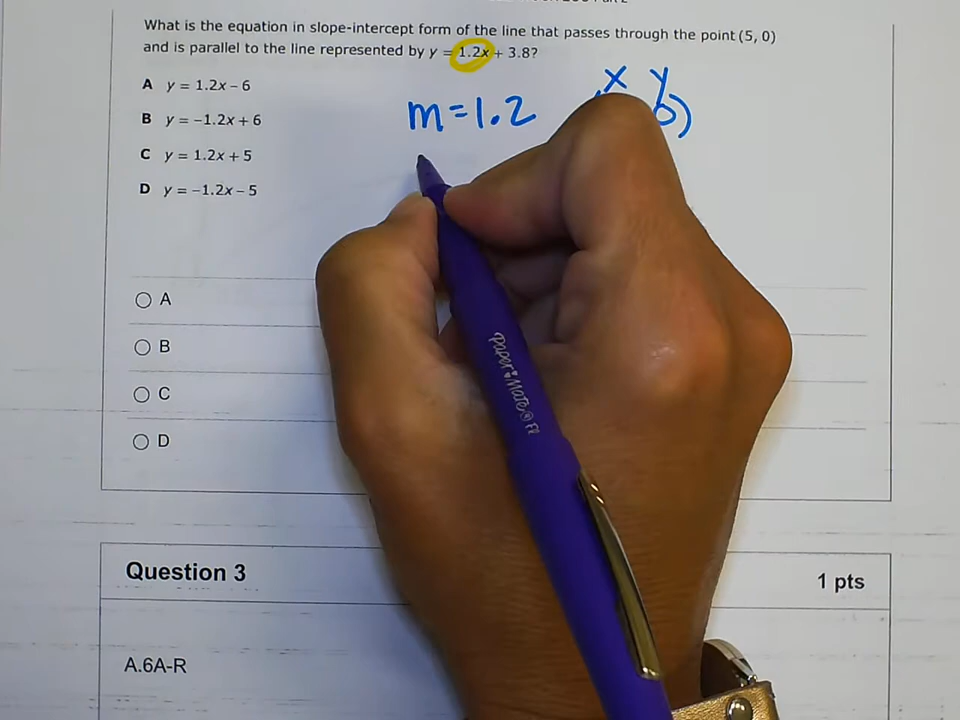 What is the equation in slope-intercept form of the line that passes through the point (5, 0)
and is parallel to the line represented by y = 1.2x + 3.8?
A y = 1.2x – 6
B y = –1.2x + 6
C y = 1.2x + 5
D y = –1.2x – 5
m = 1.2
x y
)
A
B
C
D
paper mate
Question 3
1 pts
A.6A-R